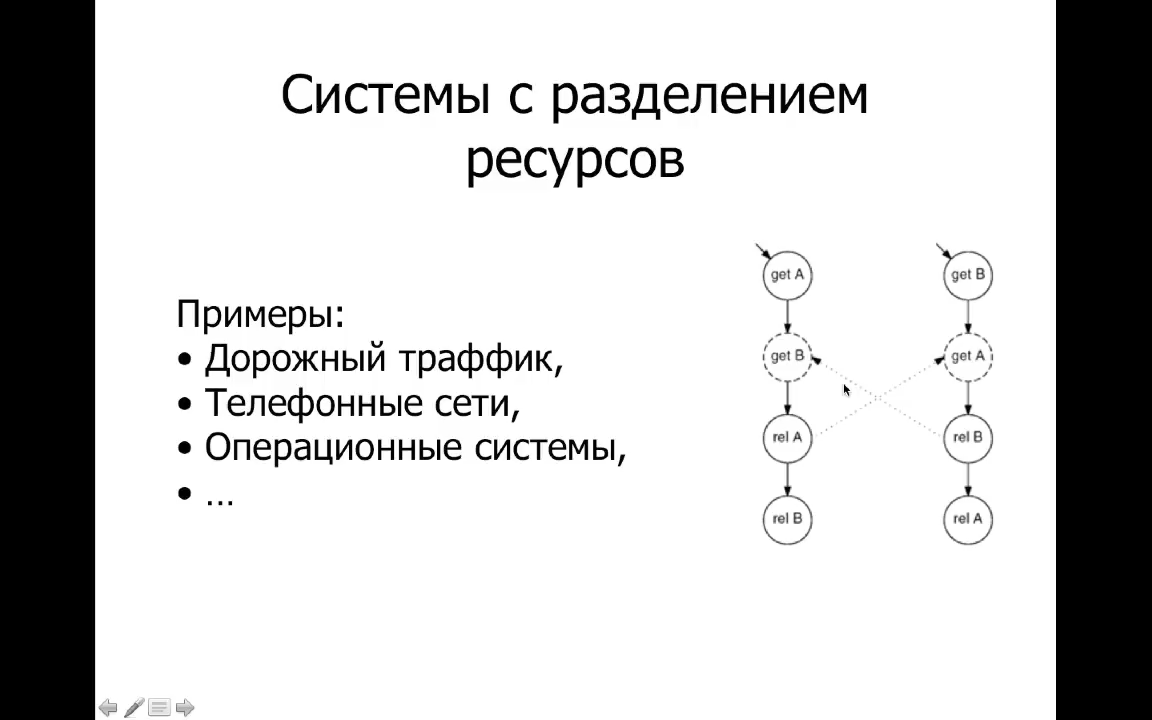 Системы с разделением
ресурсов
Примеры:
• Дорожный траффик,
• Телефонные сети,
• Операционные системы,
• ...
get A
get B
rel A
rel B
get B
get A
rel B
rel A